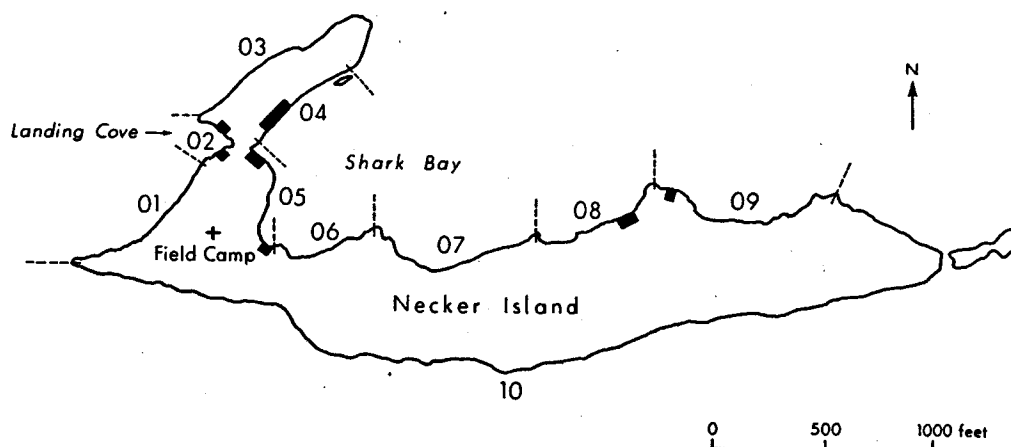 03
N
04
Landing Cove
02
Shark Bay
01
05
08
09
06
07
Field Camp
Necker Island
10
0 500 1000 feet